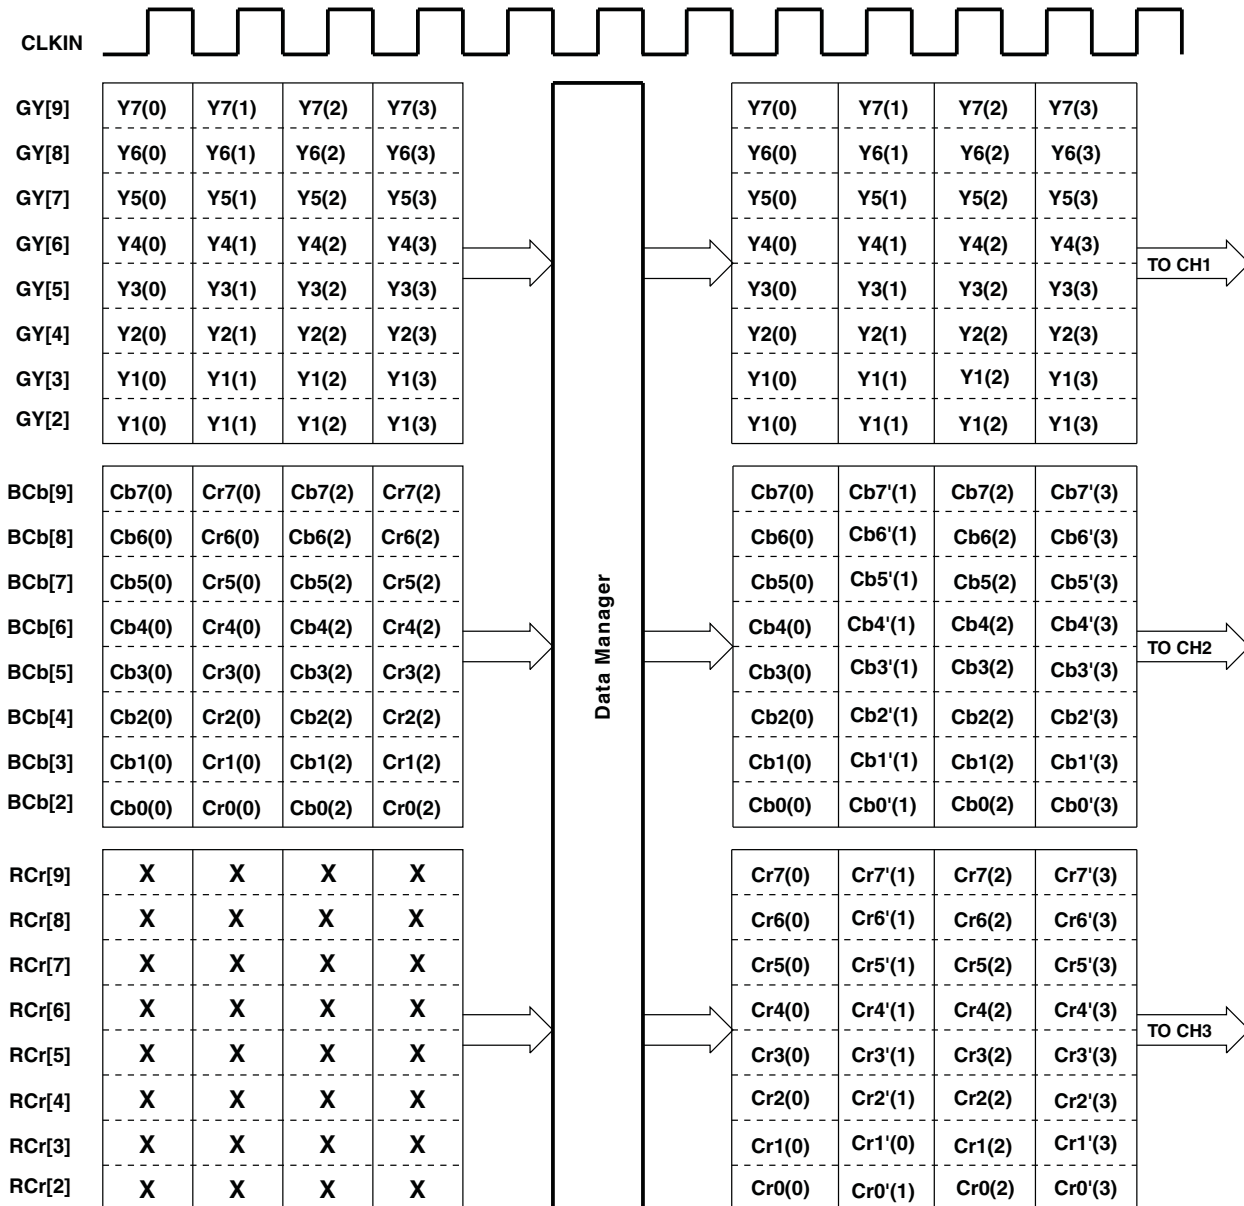 CLKIN
GY[9] Y7(0) Y7(1) Y7(2) Y7(3) Y7(0) Y7(1) Y7(2) Y7(3)
GY[8] Y6(0) Y6(1) Y6(2) Y6(3) Y6(0) Y6(1) Y6(2) Y6(3)
GY[7] Y5(0) Y5(1) Y5(2) Y5(3) Y5(0) Y5(1) Y5(2) Y5(3)
GY[6] Y4(0) Y4(1) Y4(2) Y4(3) Y4(0) Y4(1) Y4(2) Y4(3)
TO CH1
GY[5] Y3(0) Y3(1) Y3(2) Y3(3) Y3(0) Y3(1) Y3(2) Y3(3)
GY[4] Y2(0) Y2(1) Y2(2) Y2(3) Y2(0) Y2(1) Y2(2) Y2(3)
GY[3] Y1(0) Y1(1) Y1(2) Y1(3) Y1(0) Y1(1) Y1(2) Y1(3)
GY[2] Y1(0) Y1(1) Y1(2) Y1(3) Y1(0) Y1(1) Y1(2) Y1(3)
BCb[9] Cb7(0) Cr7(0) Cb7(2) Cr7(2) Cb7(0) Cb7'(1) Cb7(2) Cb7'(3)
BCb[8] Cb6(0) Cr6(0) Cb6(2) Cr6(2) Cb6(0) Cb6'(1) Cb6(2) Cb6'(3)
BCb[7] Cb5(0) Cr5(0) Cb5(2) Cr5(2) Cb5(0) Cb5'(1) Cb5(2) Cb5'(3)
BCb[6] Cb4(0) Cr4(0) Cb4(2) Cr4(2) Cb4(0) Cb4'(1) Cb4(2) Cb4'(3)
Data Manager
TO CH2
BCb[5] Cb3(0) Cr3(0) Cb3(2) Cr3(2) Cb3(0) Cb3'(1) Cb3(2) Cb3'(3)
BCb[4] Cb2(0) Cr2(0) Cb2(2) Cr2(2) Cb2(0) Cb2'(1) Cb2(2) Cb2'(3)
BCb[3] Cb1(0) Cr1(0) Cb1(2) Cr1(2) Cb1(0) Cb1'(1) Cb1(2) Cb1'(3)
BCb[2] Cb0(0) Cr0(0) Cb0(2) Cr0(2) Cb0(0) Cb0'(1) Cb0(2) Cb0'(3)
RCr[9] X X X X Cr7(0) Cr7'(1) Cr7(2) Cr7'(3)
RCr[8] X X X X Cr6(0) Cr6'(1) Cr6(2) Cr6'(3)
RCr[7] X X X X Cr5(0) Cr5'(1) Cr5(2) Cr5'(3)
RCr[6] X X X X Cr4(0) Cr4'(1) Cr4(2) Cr4'(3)
TO CH3
RCr[5] X X X X Cr3(0) Cr3'(1) Cr3(2) Cr3'(3)
RCr[4] X X X X Cr2(0) Cr2'(1) Cr2(2) Cr2'(3)
RCr[3] X X X X Cr1(0) Cr1'(0) Cr1(2) Cr1'(3)
RCr[2] X X X X Cr0(0) Cr0'(1) Cr0(2) Cr0'(3)